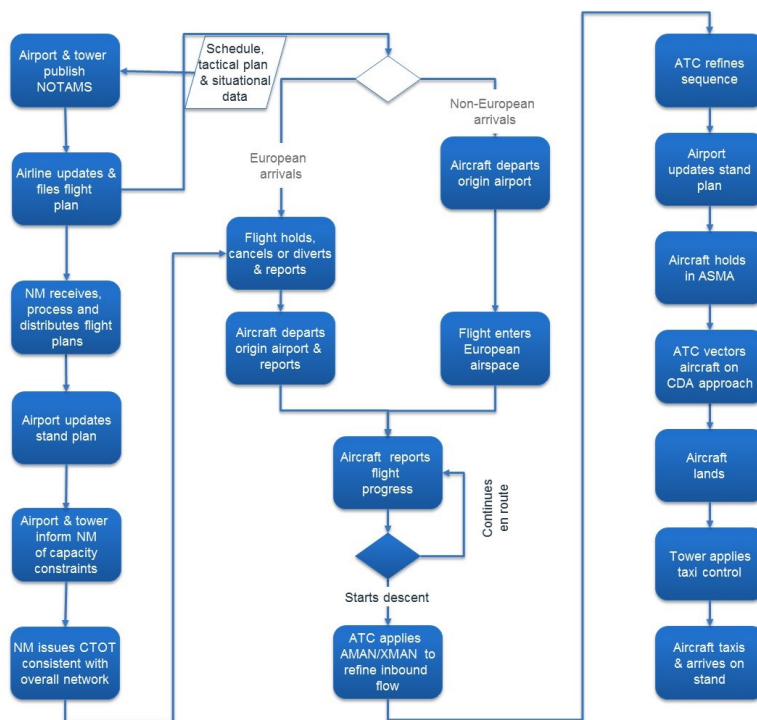 Airport & tower
publish
NOTAMS
Schedule,
tactical plan
& situational
data
Airline updates &
files flight
plan
NM receives,
process and
distributes flight
plans
Airport updates
stand plan
Airport & tower
inform NM
of capacity
constraints
NM issues CTOT
consistent with
overall network
European
arrivals
Non-European
arrivals
Flight holds,
cancels or diverts
& reports
Aircraft departs
origin airport &
reports
Aircraft departs
origin airport
Flight enters
European
airspace
Aircraft reports
flight
progress
Continues
en route
Starts descent
ATC applies
AMAN/XMAN to
refine inbound
flow
ATC refines
sequence
Airport
updates stand
plan
Aircraft holds
in ASMA
ATC vectors
aircraft on
CDA approach
Aircraft
lands
Tower applies
taxi control
Aircraft taxis
& arrives on
stand